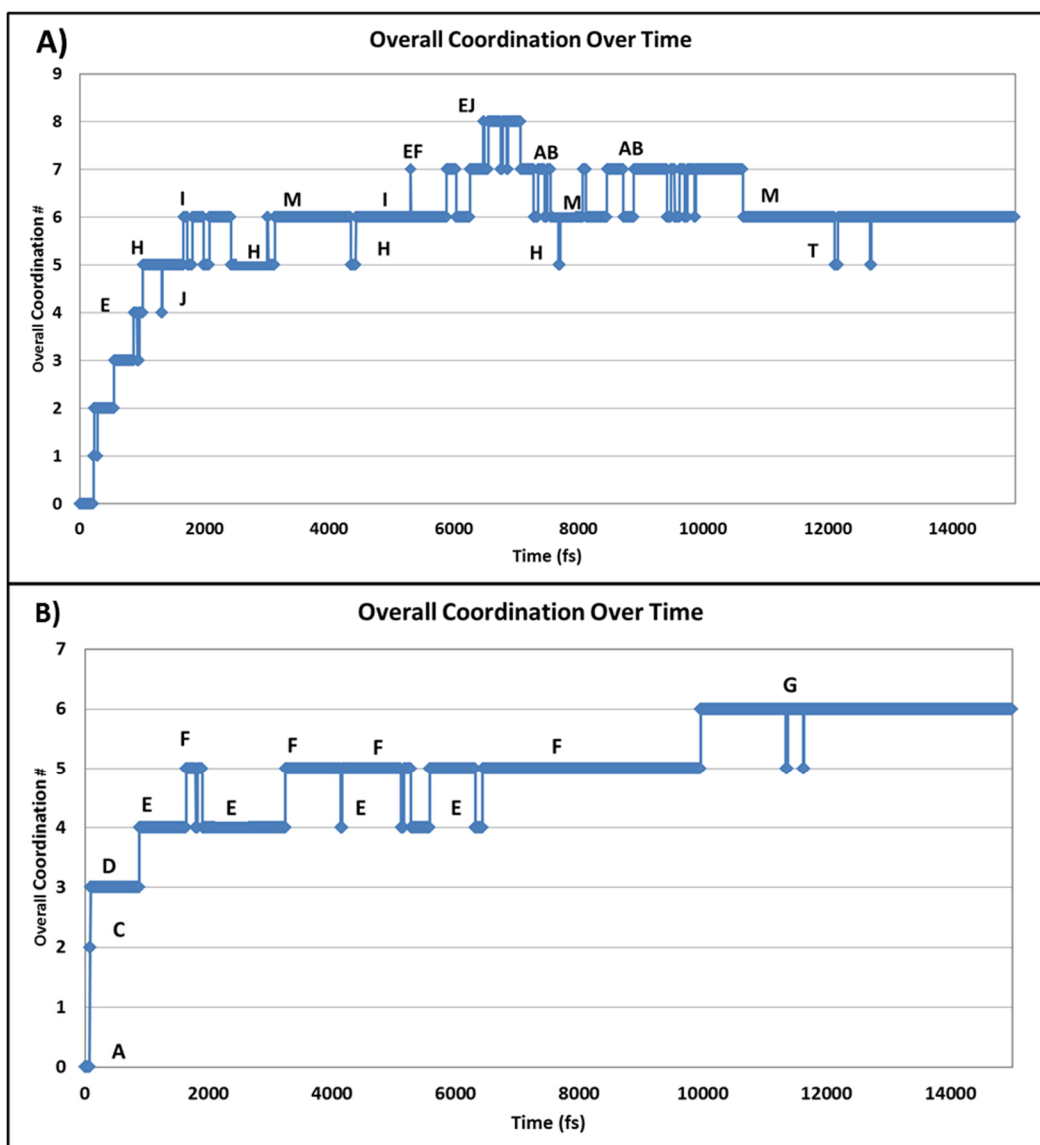 A)
Overall Coordination Over Time
Overall Coordination #
9
8
7
6
5
4
3
2
1
0
EJ
EF
AB
AB
I
M
I
M
M
H
H
H
H
T
E
J
0 2000 4000 6000 8000 10000 12000 14000
Time (fs)
B)
Overall Coordination Over Time
Overall Coordination #
7
6
5
4
3
2
1
0
G
F
F
F
F
E
E
E
E
D
C
A
0 2000 4000 6000 8000 10000 12000 14000
Time (fs)